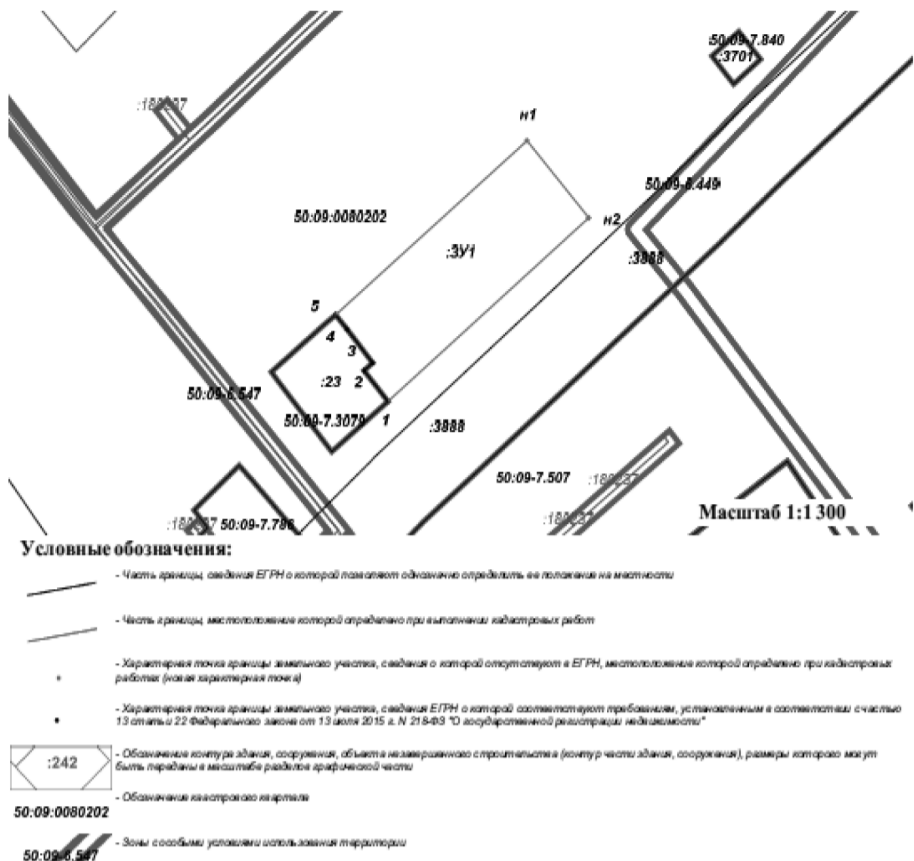 50:09-7.840
:3701
:180237
н1
50:09-6.449
50:09:0080202
н2
:ЗУ1
:3888
5
4
3
:23
2
50:09-6.547
50:09-7.3079
1
:3888
50:09-7.507
:180237
Масштаб 1:1 300
:180237
50:09-7.796
:180237
Условные обозначения:
- Часть границы, сведения ЕГРН о которой позволяют однозначно определить ее положение на местности
- Часть границы, местоположение которой определено при выполнении кадастровых работ
- Характерная точка границы земельного участка, сведения о которой отсутствуют в ЕГРН, местоположение которой определено при кадастровых
работах (новая характерная точка)
- Характерная точка границы земельного участка, сведения ЕГРН о которой соответствуют требованиям, установленным в соответствии с частью
13 статьи 22 Федерального закона от 13 июля 2015 г. N 218-ФЗ "О государственной регистрации недвижимости"
:242
- Обозначение контура здания, сооружения, объекта незавершенного строительства (контур части здания, сооружения), размеры которого могут
быть переданы в масштабе разделов графической части
50:09:0080202
- Обозначение каастрового квартала
50:09-6.547
- Зоны с особыми условиями использования территории